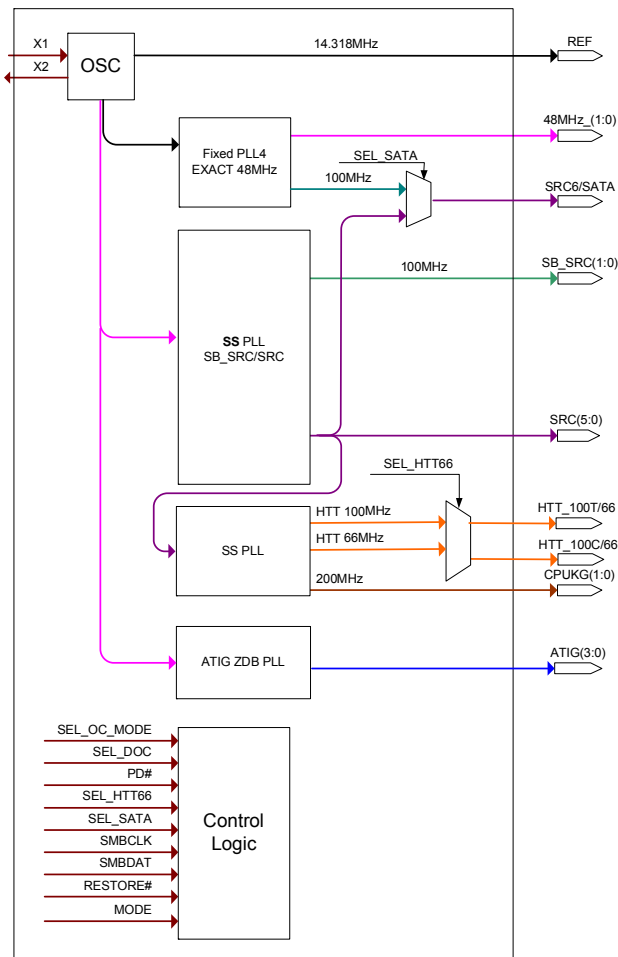 X1
X2
OSC
14.318MHz
REF
Fixed PLL4
EXACT 48MHz
48MHz_(1:0)
SEL_SATA
100MHz
SRC6/SATA
SS PLL
SB_SRC/SRC
100MHz
SB_SRC(1:0)
SRC(5:0)
SEL_HTT66
SS PLL
HTT 100MHz
HTT 66MHz
200MHz
HTT_100T/66
HTT_100C/66
CPUKG(1:0)
ATIG ZDB PLL
ATIG(3:0)
SEL_OC_MODE
SEL_DOC
PD#
SEL_HTT66
SEL_SATA
SMBCLK
SMBDAT
RESTORE#
MODE
Control
Logic